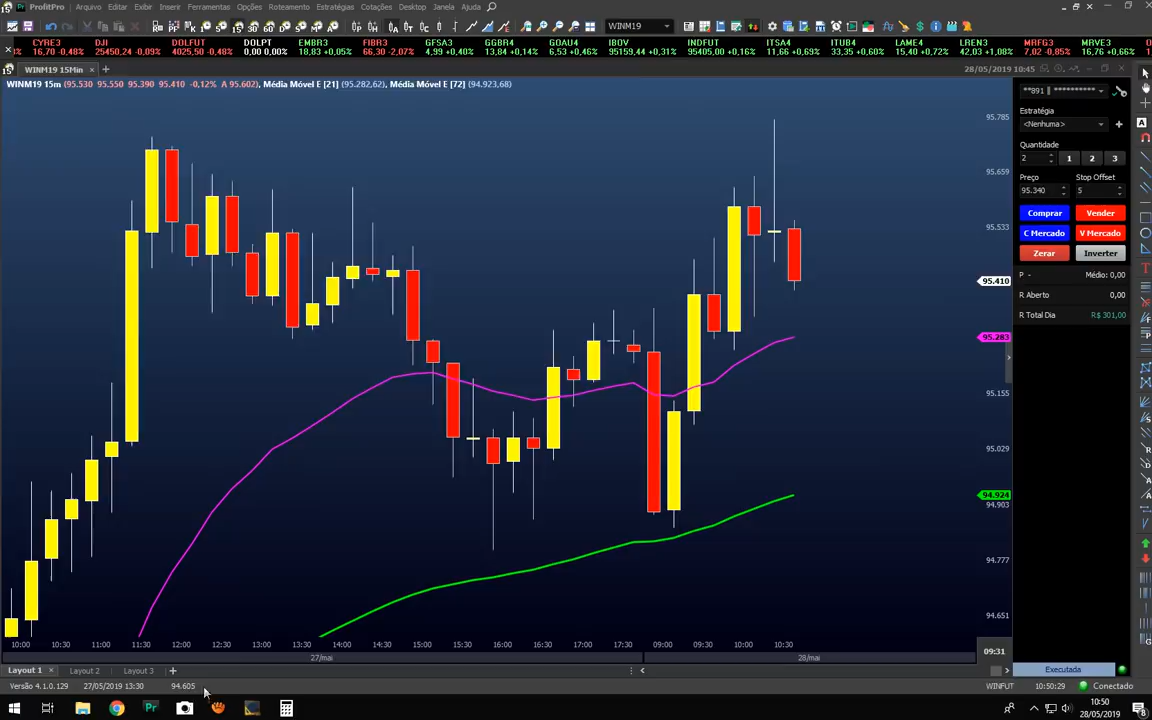 ProfitPro
Arquivo Editar Exibir Inserir Ferramentas Opções Roteamento Estratégias Cotações Desktop Janela Ajuda
WINM19
CYRE3 DJI DOLFUT DOLPT EMBR3 FIBR3 GFSA3 GGBR4 GOAU4 IBOV INDFUT ITSA4 ITUB4 LAME4 LREN3 MRFG3 MRVE3
16,70 -0,48% 25450,24 -0,09% 4025,50 -0,48% 0,00 0,00% 18,83 +0,05% 66,30 -2,07% 4,98 +0,40% 13,84 +0,14% 6,53 +0,46% 95159,44 +0,31% 95405,00 +0,16% 11,66 +0,69% 33,35 +0,60% 15,40 +0,72% 41,03 +0,37% 7,02 -0,85% 16,76 +0,66%
WINM19 15Min
28/05/2019 - 10:45
WINM19 15m (95.530 95.550 95.390 95.410 -0,12% A 95.602), Média Móvel E [21] (95.282,62), Média Móvel E [72] (94.923,68)
95.785
95.659
95.533
95.410
95.283
95.155
95.029
94.924
94.903
94.777
94.651
10:00 10:30 11:00 11:30 12:00 12:30 13:00 13:30 14:00 14:30 15:00 15:30 16:00 16:30 17:30 09:00 09:30 10:00 10:30
27/mai 28/mai
09:31
**891 **********
Estratégia
<Nenhuma>
Quantidade
2 1 2 3
Preço Stop Offset
95.340 5
Comprar Vender
C Mercado V Mercado
Zerar Inverter
P - Médio: 0,00
R Aberto 0,00
R Total Dia R$ 301,00
Executada
Layout 1 Layout 2 Layout 3
Versão 4.1.0.129 27/05/2019 13:30 94.605 WINFUT 10:50:29 Conectado
10:50
28/05/2019